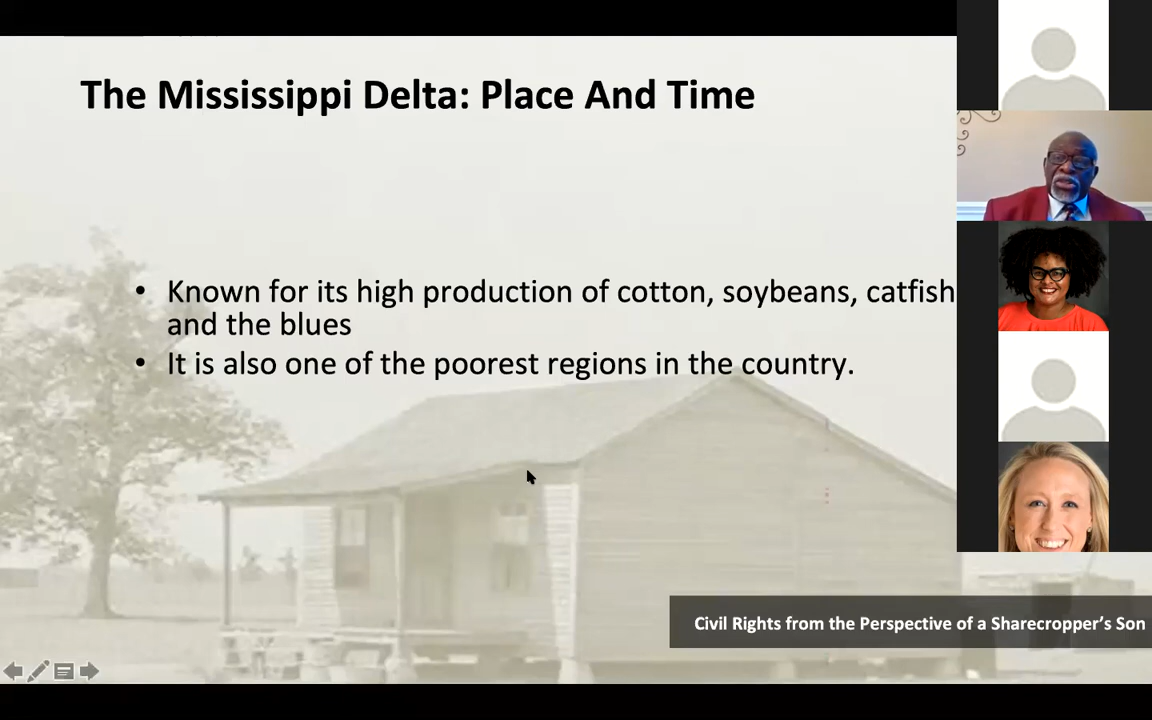 The Mississippi Delta: Place And Time
• Known for its high production of cotton, soybeans, catfish
and the blues
• It is also one of the poorest regions in the country.
Civil Rights from the Perspective of a Sharecropper’s Son